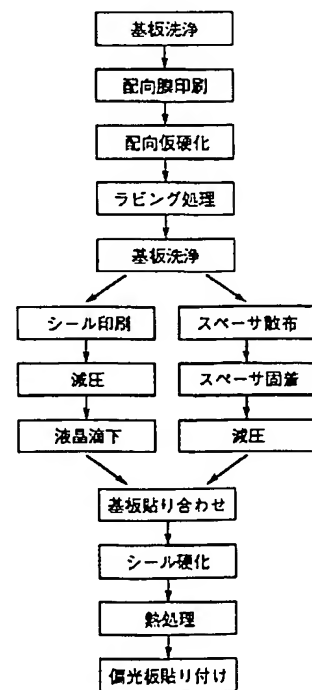 基板洗浄
配向膜印刷
配向仮硬化
ラビング処理
基板洗浄
シール印刷
スペーサ散布
減圧
スペーサ固着
液晶滴下
減圧
基板貼り合わせ
シール硬化
熱処理
偏光板貼り付け